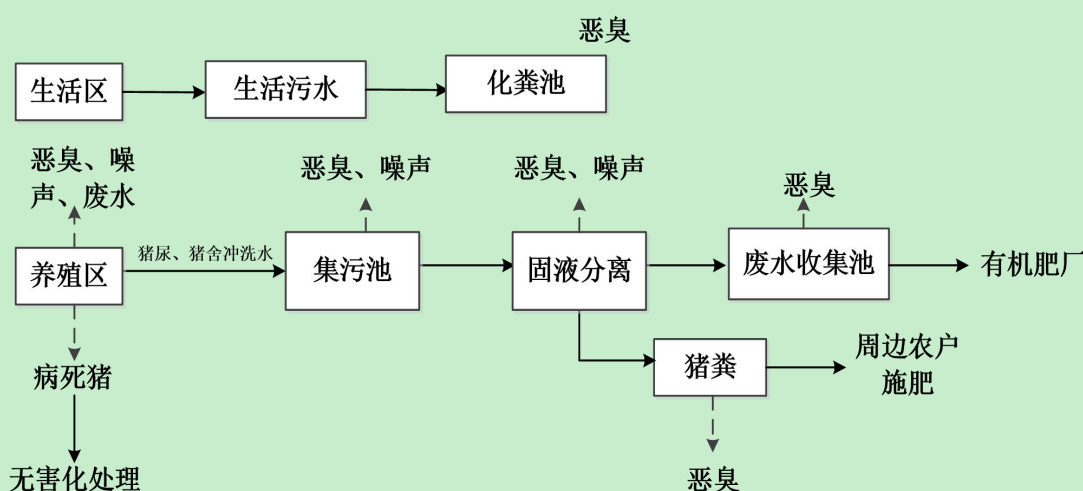 恶臭
生活区
生活污水
化粪池
恶臭、噪
声、废水
恶臭、噪声
恶臭、噪声
恶臭
养殖区
猪尿、猪舍冲洗水
集污池
固液分离
废水收集池
有机肥厂
病死猪
猪粪
周边农户
施肥
无害化处理
恶臭